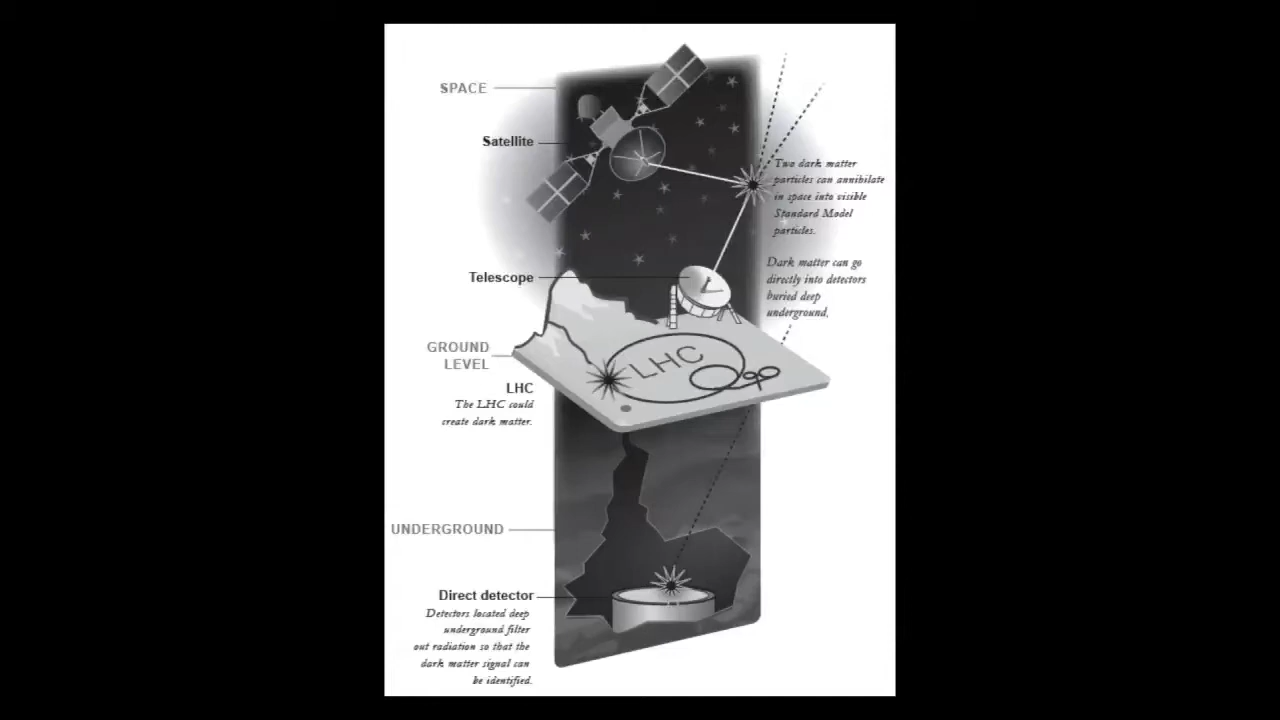 SPACE
Satellite
Two dark matter
particles can annihilate
in space into visible
Standard Model
particles.
Dark matter can go
directly into detectors
buried deep
underground.
Telescope
GROUND
LEVEL
LHC
LHC
The LHC could
create dark matter.
UNDERGROUND
Direct detector
Detectors located deep
underground filter
out radiation so that the
dark matter signal can
be identified.